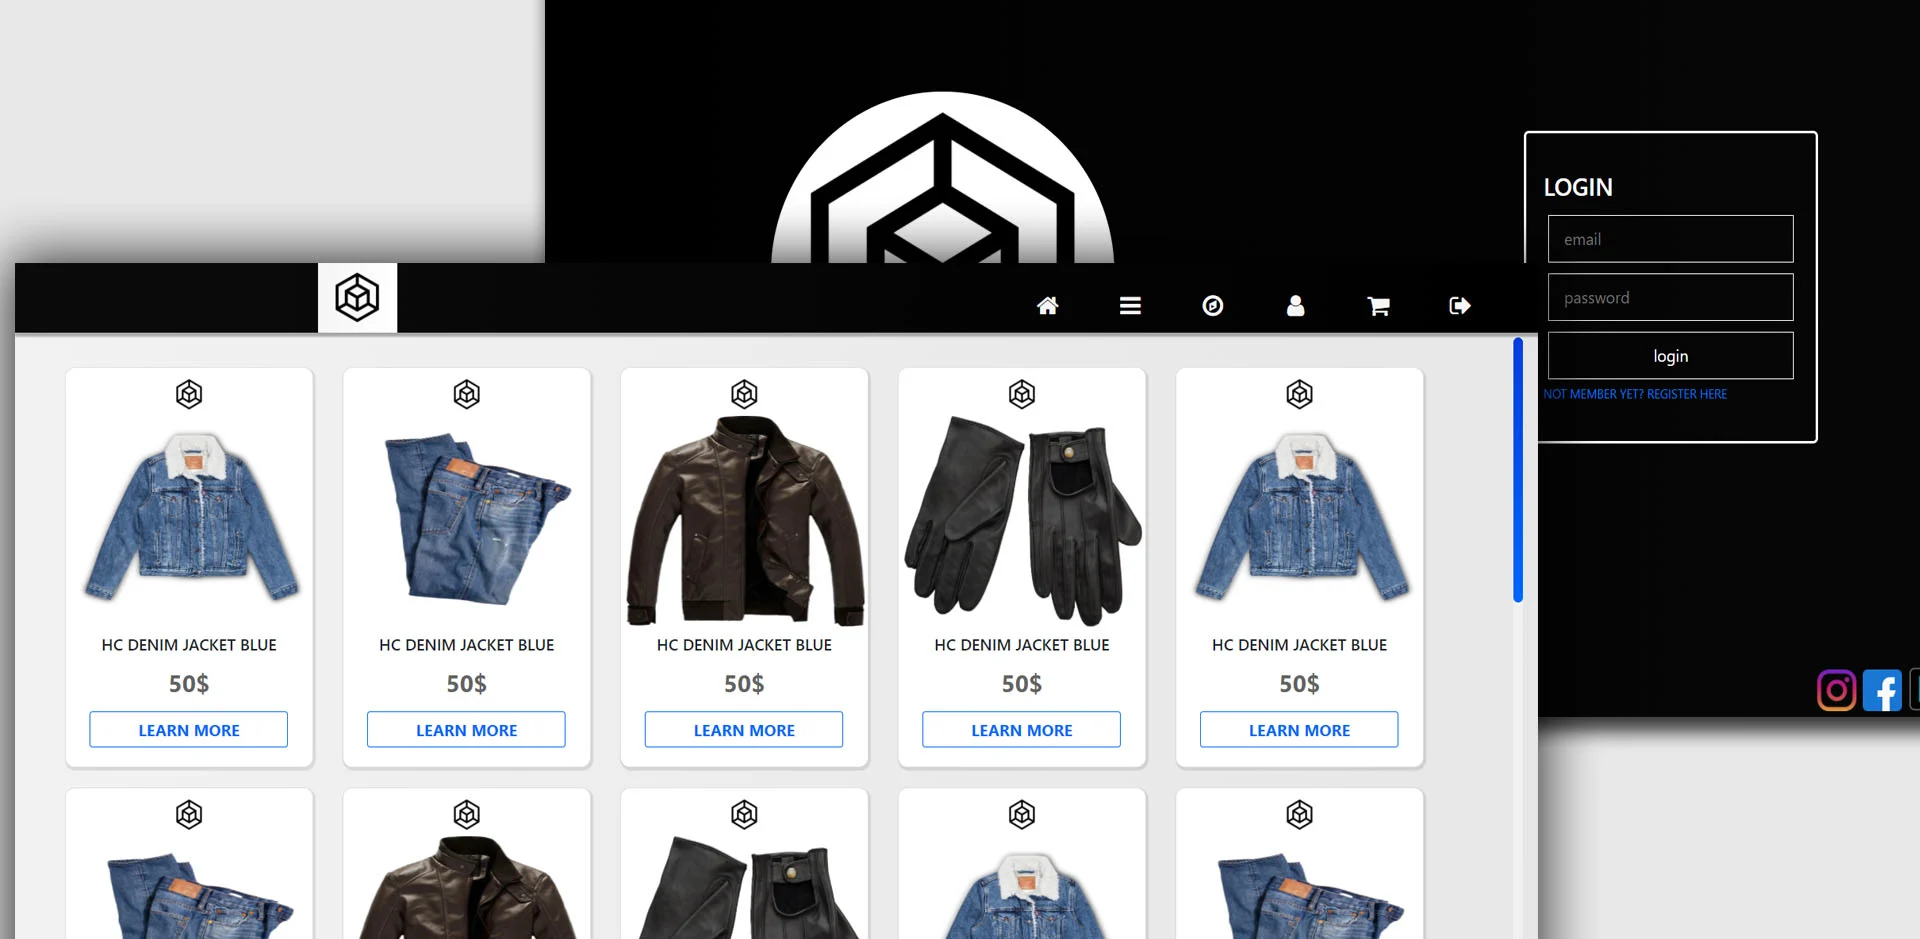 LOGIN
email
password
login
NOT MEMBER YET? REGISTER HERE
HC DENIM JACKET BLUE
50$
LEARN MORE
HC DENIM JACKET BLUE
50$
LEARN MORE
HC DENIM JACKET BLUE
50$
LEARN MORE
HC DENIM JACKET BLUE
50$
LEARN MORE
HC DENIM JACKET BLUE
50$
LEARN MORE